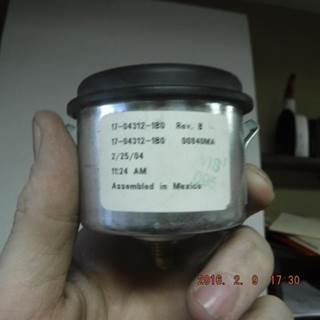 17-04312-180 Rev. B
17-04312-180
2/25/04
11:24 AM
Assembled in Mexico
2016. 2. 9 17:30